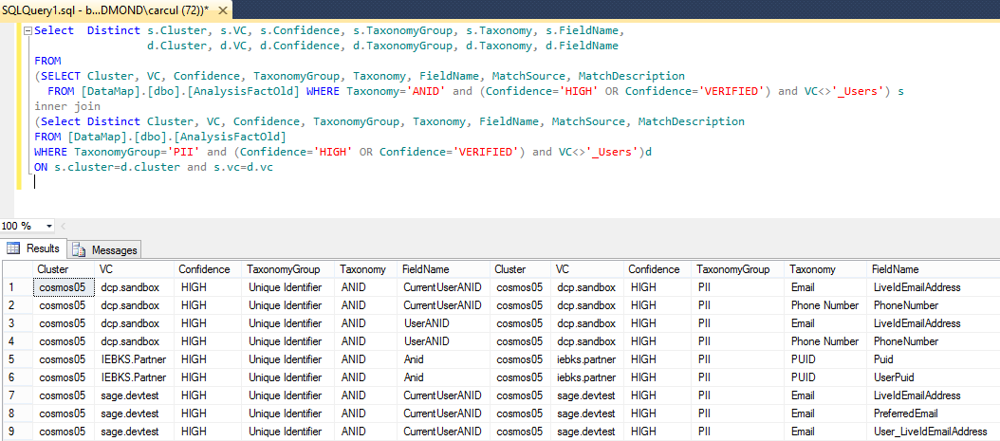 SQLQuery1.sql - b...DMOND\carcul (72))*
Select Distinct s.Cluster, s.VC, s.Confidence, s.TaxonomyGroup, s.Taxonomy, s.FieldName,
d.Cluster, d.VC, d.Confidence, d.TaxonomyGroup, d.Taxonomy, d.FieldName
FROM
(SELECT Cluster, VC, Confidence, TaxonomyGroup, Taxonomy, FieldName, MatchSource, MatchDescription
FROM [DataMap].[dbo].[AnalysisFactOld] WHERE Taxonomy='ANID' and (Confidence='HIGH' OR Confidence='VERIFIED') and VC<>'_Users') s
inner join
(Select Distinct Cluster, VC, Confidence, TaxonomyGroup, Taxonomy, FieldName, MatchSource, MatchDescription
FROM [DataMap].[dbo].[AnalysisFactOld]
WHERE TaxonomyGroup='PII' and (Confidence='HIGH' OR Confidence='VERIFIED') and VC<>'_Users')d
ON s.cluster=d.cluster and s.vc=d.vc
100 %
Results Messages
Cluster VC Confidence TaxonomyGroup Taxonomy FieldName Cluster VC Confidence TaxonomyGroup Taxonomy FieldName
1 cosmos05 dcp.sandbox HIGH Unique Identifier ANID CurrentUserANID cosmos05 dcp.sandbox HIGH PII Email LiveIdEmailAddress
2 cosmos05 dcp.sandbox HIGH Unique Identifier ANID CurrentUserANID cosmos05 dcp.sandbox HIGH PII Phone Number PhoneNumber
3 cosmos05 dcp.sandbox HIGH Unique Identifier ANID UserANID cosmos05 dcp.sandbox HIGH PII Email LiveIdEmailAddress
4 cosmos05 dcp.sandbox HIGH Unique Identifier ANID UserANID cosmos05 dcp.sandbox HIGH PII Phone Number PhoneNumber
5 cosmos05 IEBKS.Partner HIGH Unique Identifier ANID Anid cosmos05 iebks.partner HIGH PII PUID Puid
6 cosmos05 IEBKS.Partner HIGH Unique Identifier ANID Anid cosmos05 iebks.partner HIGH PII PUID UserPuid
7 cosmos05 sage.devtest HIGH Unique Identifier ANID CurrentUserANID cosmos05 sage.devtest HIGH PII Email LiveIdEmailAddress
8 cosmos05 sage.devtest HIGH Unique Identifier ANID CurrentUserANID cosmos05 sage.devtest HIGH PII Email PreferredEmail
9 cosmos05 sage.devtest HIGH Unique Identifier ANID CurrentUserANID cosmos05 sage.devtest HIGH PII Email User_LiveIdEmailAddress